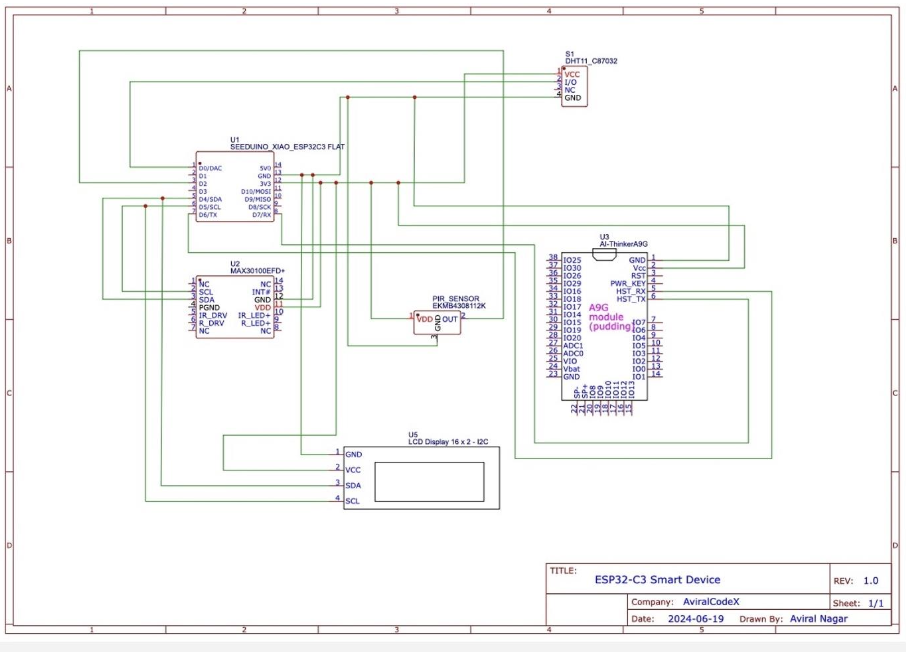 1 2 3 4 5
A A
B B
C C
D D
1 2 3 4 5
S1
DHT11_C87032
1 VCC
2 I/O
3 NC
4 GND
U1
SEEDUINO_XIAO_ESP32C3 FLAT
1 D0/DAC 5V0 14
2 D1 GND 13
3 D2 3V3 12
4 D3 D10/MOSI 11
5 D4/SDA D9/MISO 10
6 D5/SCL D8/SCK 9
7 D6/TX D7/RX 8
U2
MAX30100EFD+
1 NC NC 14
2 SCL INT# 13
3 SDA GND 12
4 PGND VDD 11
5 IR_DRV IR_LED+ 10
6 R_DRV R_LED+ 9
7 NC NC 8
PIR_SENSOR
EKMB4308112K
1 VDD OUT 2
GND
3
U3
AI-ThinkerA9G
38 IO25 GND 1
37 IO30 Vcc 2
36 IO26 RST 3
35 IO29 PWR_KEY 4
34 IO16 HST_RX 5
33 IO18 HST_TX 6
32 IO17
31 IO14
30 IO15 IO7 7
29 IO19 IO6 8
28 IO20 IO4 9
27 ADC1 IO5 10
26 ADC0 IO3 11
25 VIO IO2 12
24 Vbat IO0 13
23 GND IO1 14
A9G
module
(pudding)
SP- SP+ IO8 IO9 IO10 IO11 IO12 IO13
22 21 20 19 18 17 16 15
U5
LCD Display 16 x 2 - I2C
1 GND
2 VCC
3 SDA
4 SCL
TITLE:
ESP32-C3 Smart Device
REV: 1.0
Company: AviralCodeX
Sheet: 1/1
Date: 2024-06-19 Drawn By: Aviral Nagar